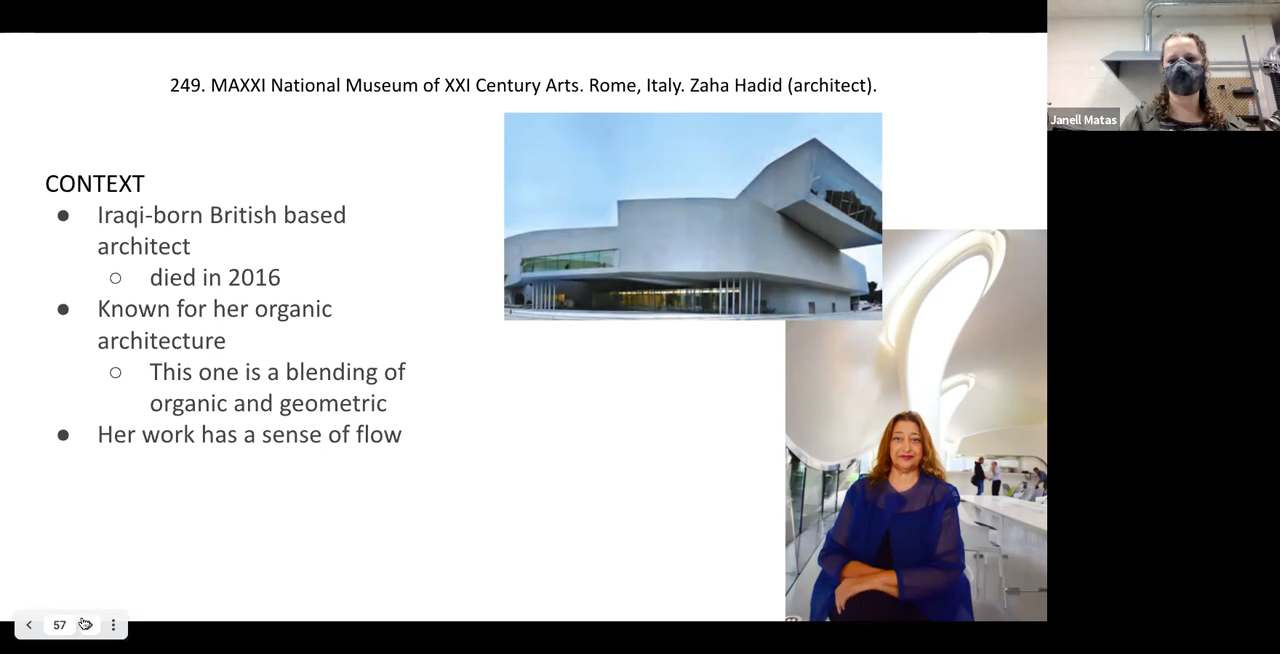 249. MAXXI National Museum of XXI Century Arts. Rome, Italy. Zaha Hadid (architect).
Janell Matas
CONTEXT
● Iraqi-born British based
architect
○ died in 2016
● Known for her organic
architecture
○ This one is a blending of
organic and geometric
● Her work has a sense of flow
57